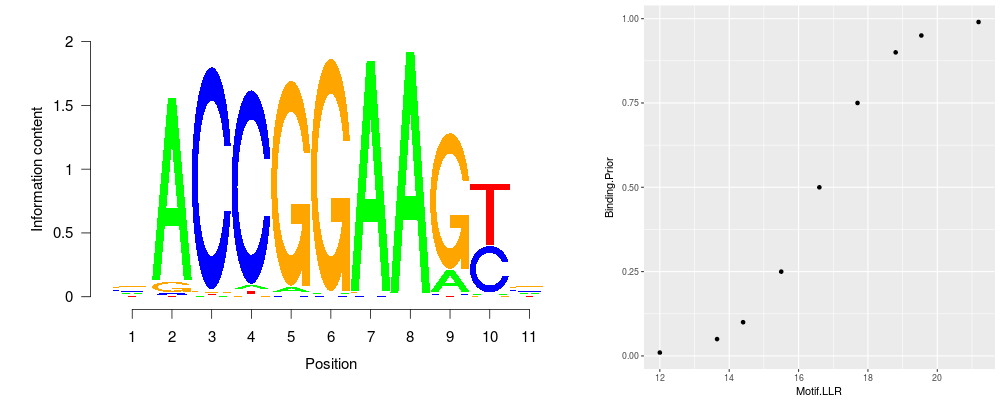 2
1.5
1
0.5
0
Information content
ACCGGAAGT
G A A A C
1 2 3 4 5 6 7 8 9 10 11
Position
1.00
0.75
0.50
0.25
0.00
Binding.Prior
12 14 16 18 20
Motif.LLR